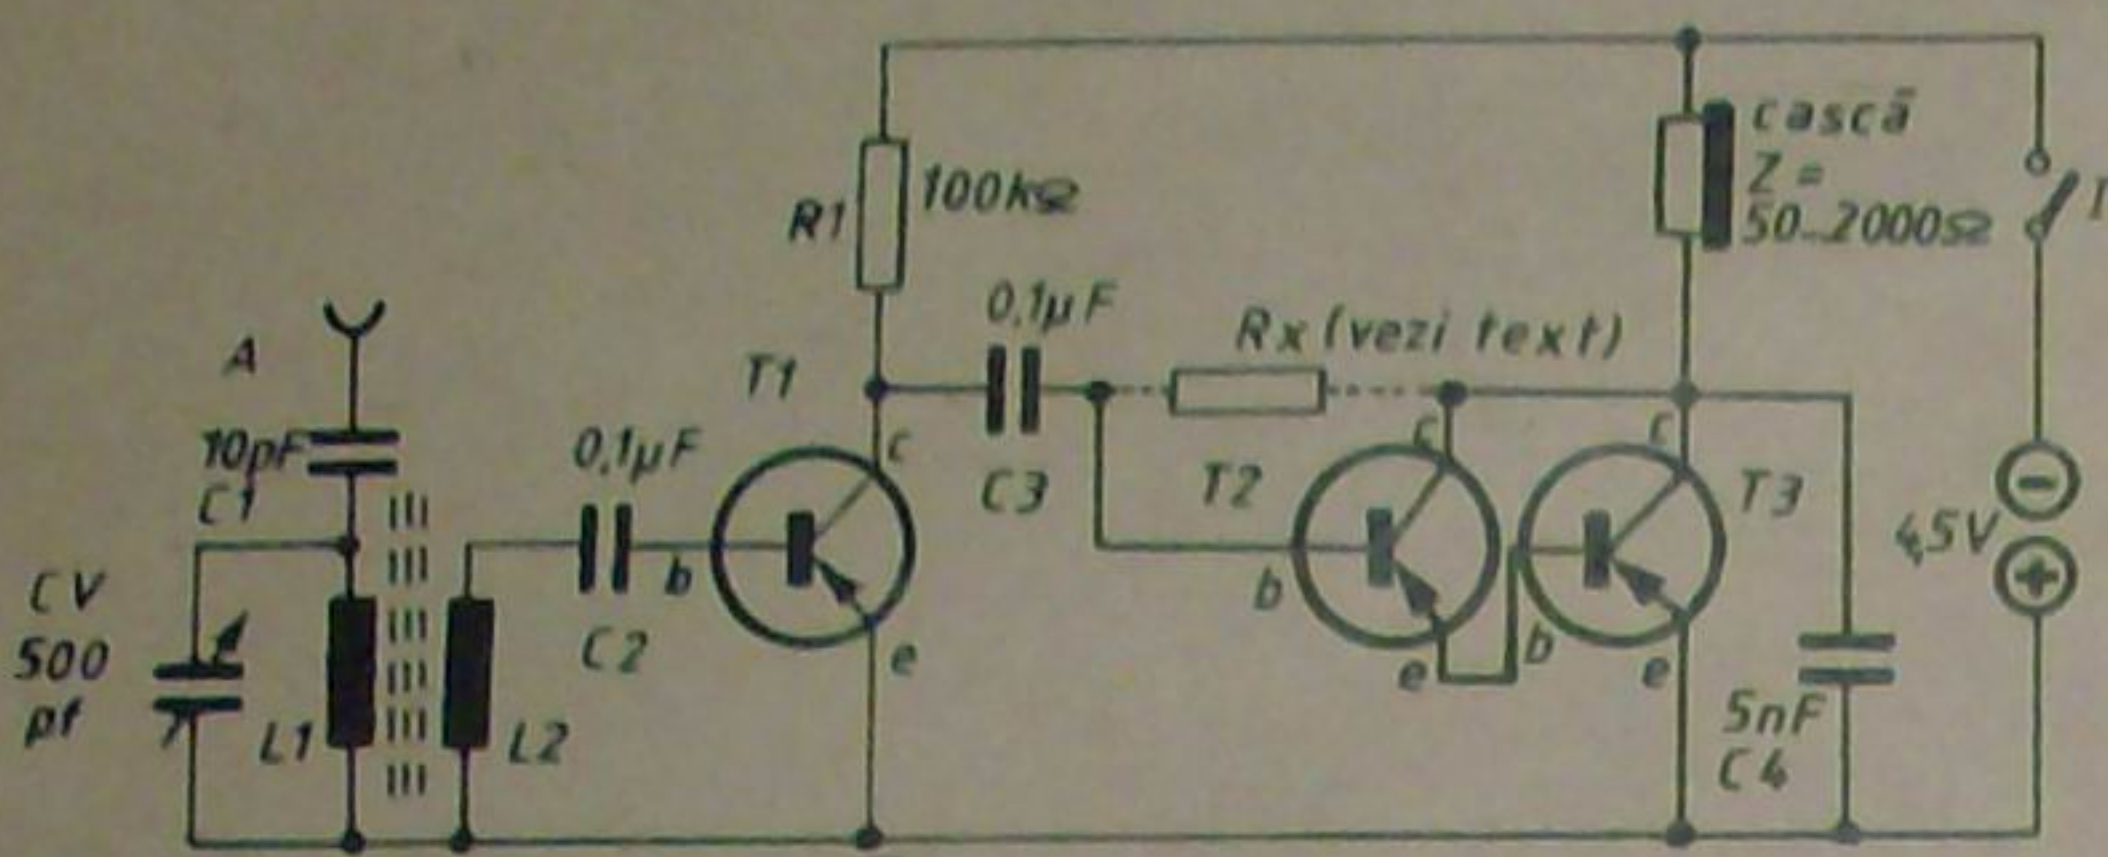 A
10pF
C1
CV
500
pf
L1
L2
0,1µF
C2
b
T1
c
e
R1
100kΩ
0,1µF
C3
Rx (vezi text)
T2
c
b
e
T3
c
b
e
cască
Z =
50...2000Ω
I
4,5V
−
+
5nF
C4